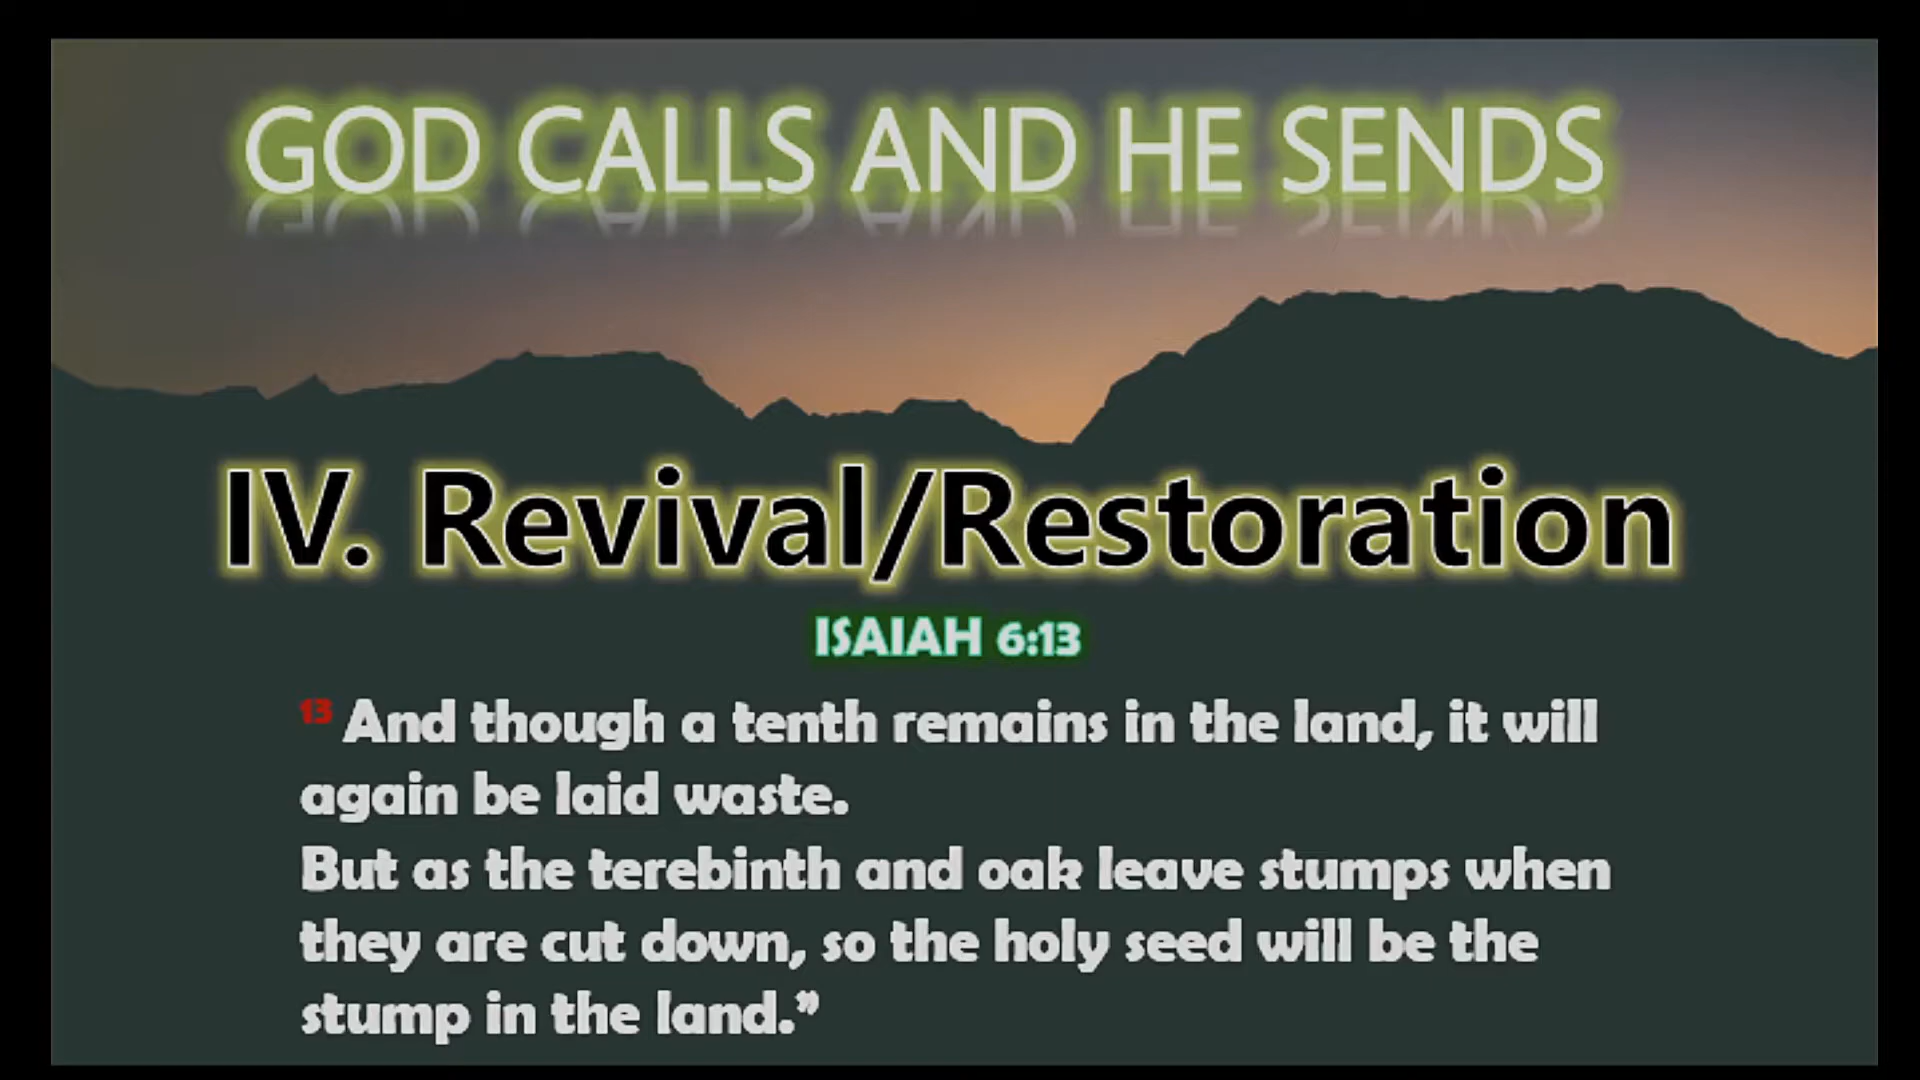 GOD CALLS AND HE SENDS
IV. Revival/Restoration
ISAIAH 6:13
13 And though a tenth remains in the land, it will
again be laid waste.
But as the terebinth and oak leave stumps when
they are cut down, so the holy seed will be the
stump in the land.”